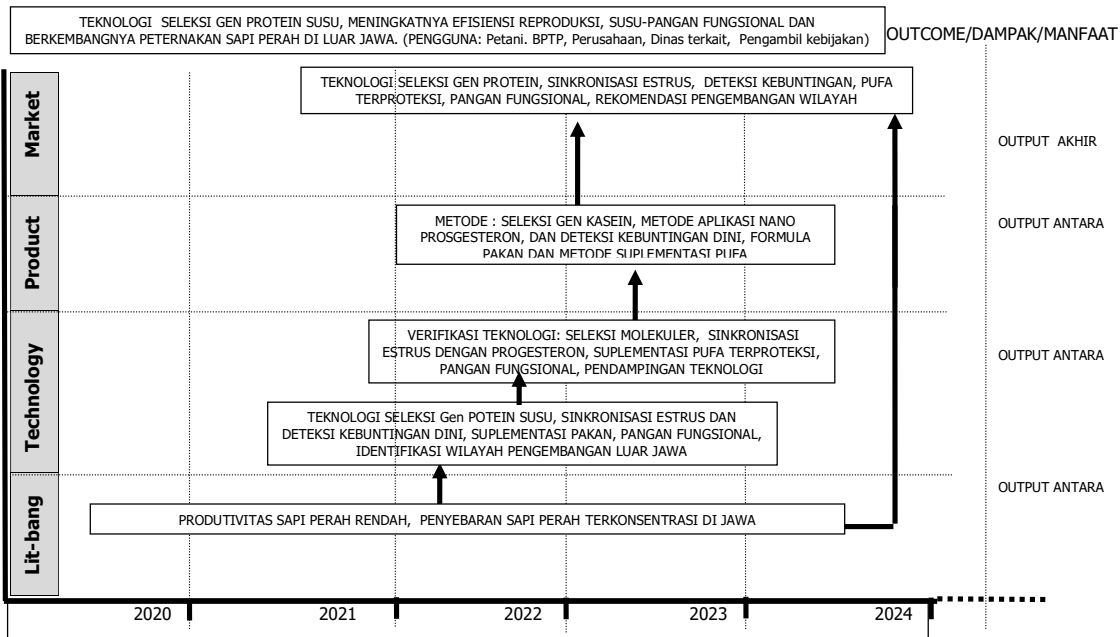 TEKNOLOGI SELEKSI GEN PROTEIN SUSU, MENINGKATNYA EFISIENSI REPRODUKSI, SUSU-PANGAN FUNGSIONAL DAN
BERKEMBANGNYA PETERNAKAN SAPI PERAH DI LUAR JAWA. (PENGGUNA: Petani. BPTP, Perusahaan, Dinas terkait, Pengambil kebijakan)
OUTCOME/DAMPAK/MANFAAT
Market
TEKNOLOGI SELEKSI GEN PROTEIN, SINKRONISASI ESTRUS, DETEKSI KEBUNTINGAN, PUFA
TERPROTEKSI, PANGAN FUNGSIONAL, REKOMENDASI PENGEMBANGAN WILAYAH
OUTPUT AKHIR
Product
METODE : SELEKSI GEN KASEIN, METODE APLIKASI NANO
PROSGESTERON, DAN DETEKSI KEBUNTINGAN DINI, FORMULA
PAKAN DAN METODE SUPLEMENTASI PUFA
OUTPUT ANTARA
Technology
VERIFIKASI TEKNOLOGI: SELEKSI MOLEKULER, SINKRONISASI
ESTRUS DENGAN PROGESTERON, SUPLEMENTASI PUFA TERPROTEKSI,
PANGAN FUNGSIONAL, PENDAMPINGAN TEKNOLOGI
OUTPUT ANTARA
TEKNOLOGI SELEKSI Gen POTEIN SUSU, SINKRONISASI ESTRUS DAN
DETEKSI KEBUNTINGAN DINI, SUPLEMENTASI PAKAN, PANGAN FUNGSIONAL,
IDENTIFIKASI WILAYAH PENGEMBANGAN LUAR JAWA
OUTPUT ANTARA
Lit-bang
PRODUTIVITAS SAPI PERAH RENDAH, PENYEBARAN SAPI PERAH TERKONSENTRASI DI JAWA
2020 2021 2022 2023 2024